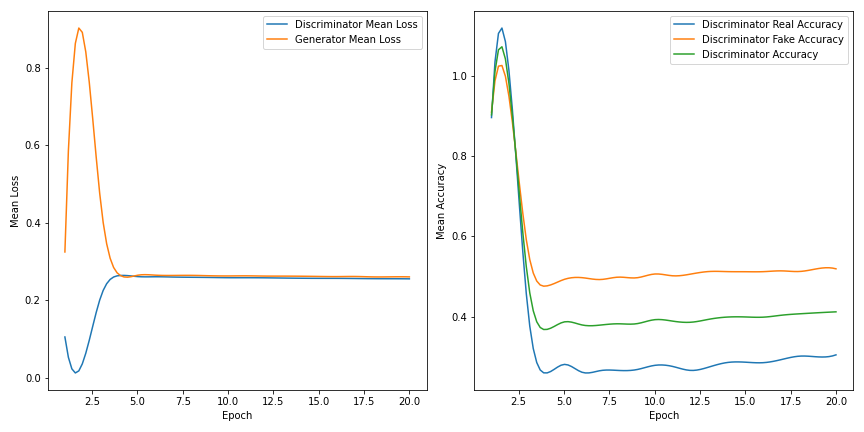 Discriminator Mean Loss
Generator Mean Loss
Mean Loss
0.8
0.6
0.4
0.2
0.0
2.5 5.0 7.5 10.0 12.5 15.0 17.5 20.0
Epoch
Discriminator Real Accuracy
Discriminator Fake Accuracy
Discriminator Accuracy
Mean Accuracy
1.0
0.8
0.6
0.4
2.5 5.0 7.5 10.0 12.5 15.0 17.5 20.0
Epoch